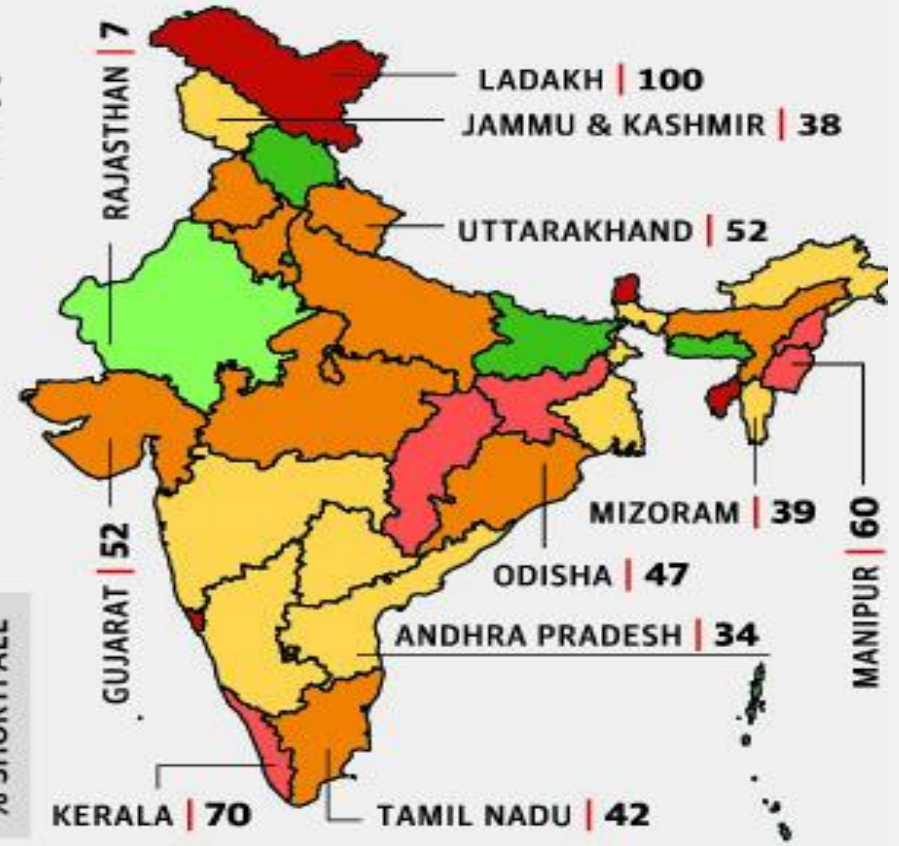 RAJASTHAN | 7
LADAKH | 100
JAMMU & KASHMIR | 38
UTTARAKHAND | 52
MIZORAM | 39
MANIPUR | 60
ODISHA | 47
GUJARAT | 52
ANDHRA PRADESH | 34
KERALA | 70
TAMIL NADU | 42